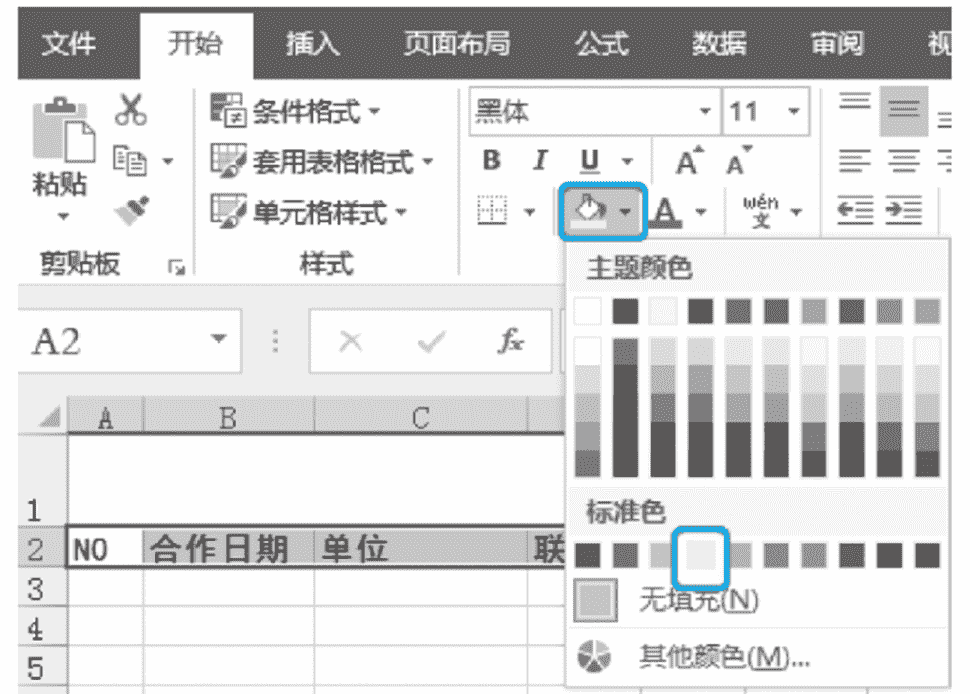 文件 开始 插入 页面布局 公式 数据 审阅
条件格式 黑体 11
套用表格格式 B I U A A
粘贴 单元格样式 A wén 文
剪贴板 样式
主题颜色
A2 fx
A B C
1
标准色
2 NO 合作日期 单位 联
3 无填充(N)
4
5 其他颜色(M)...